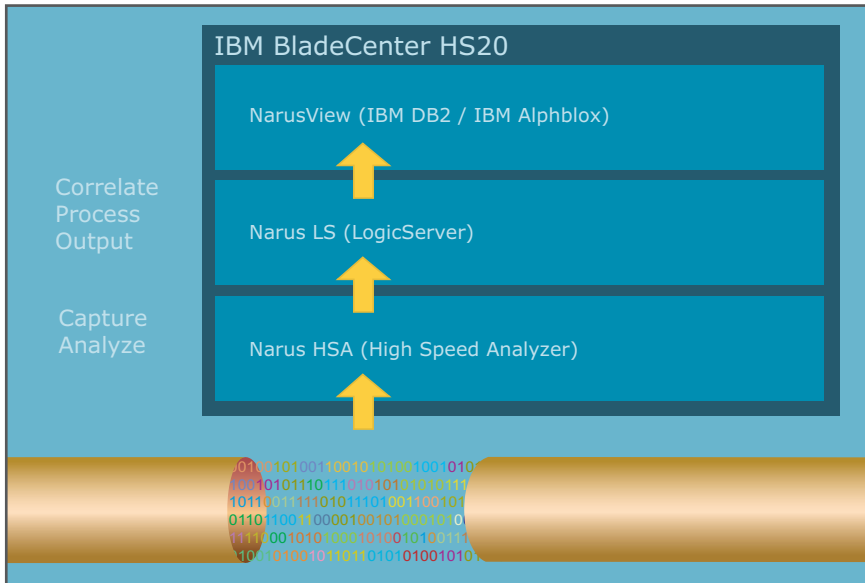 IBM BladeCenter HS20
NarusView (IBM DB2 / IBM Alphblox)
Correlate
Process
Output
Narus LS (LogicServer)
Capture
Analyze
Narus HSA (High Speed Analyzer)